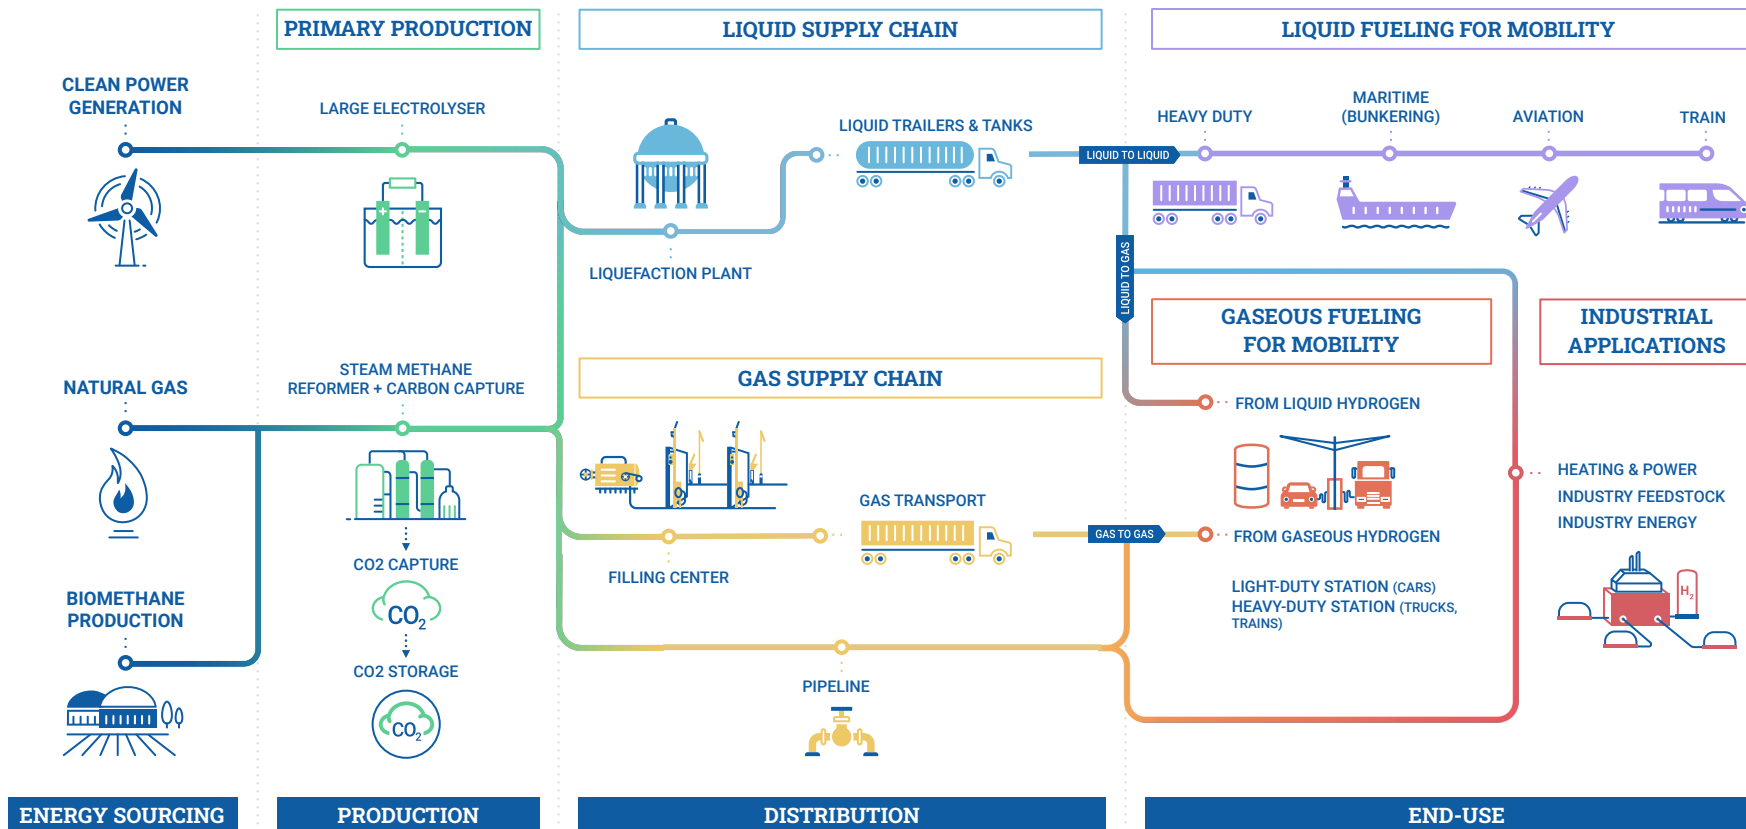 PRIMARY PRODUCTION
LIQUID SUPPLY CHAIN
LIQUID FUELING FOR MOBILITY
CLEAN POWER
GENERATION
LARGE ELECTROLYSER
LIQUID TRAILERS & TANKS
HEAVY DUTY
MARITIME
(BUNKERING)
AVIATION
TRAIN
LIQUID TO LIQUID
LIQUEFACTION PLANT
LIQUID TO GAS
GASEOUS FUELING
FOR MOBILITY
INDUSTRIAL
APPLICATIONS
NATURAL GAS
STEAM METHANE
REFORMER + CARBON CAPTURE
GAS SUPPLY CHAIN
FROM LIQUID HYDROGEN
HEATING & POWER
INDUSTRY FEEDSTOCK
INDUSTRY ENERGY
GAS TRANSPORT
GAS TO GAS
FROM GASEOUS HYDROGEN
CO2 CAPTURE
CO2
FILLING CENTER
LIGHT-DUTY STATION (CARS)
HEAVY-DUTY STATION (TRUCKS,
TRAINS)
H2
BIOMETHANE
PRODUCTION
CO2 STORAGE
CO2
PIPELINE
ENERGY SOURCING
PRODUCTION
DISTRIBUTION
END-USE